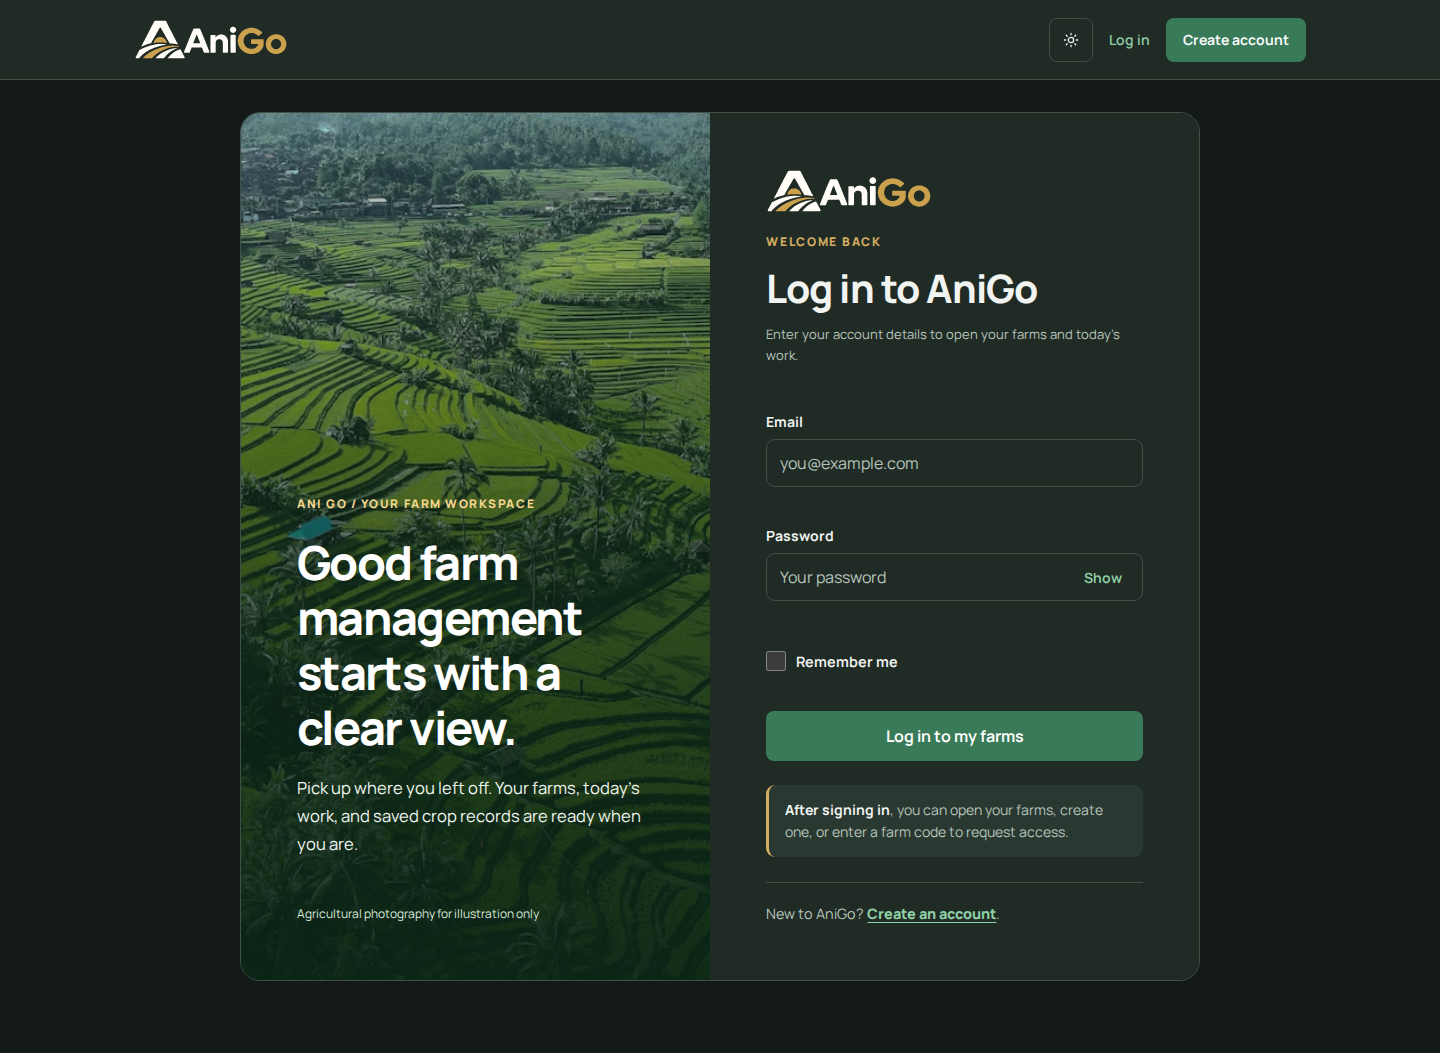 AniGo
Log in
Create account
ANI GO / YOUR FARM WORKSPACE
Good farm
management
starts with a
clear view.
Pick up where you left off. Your farms, today's
work, and saved crop records are ready when
you are.
Agricultural photography for illustration only
AniGo
WELCOME BACK
Log in to AniGo
Enter your account details to open your farms and today's
work.
Email
you@example.com
Password
Your password
Show
Remember me
Log in to my farms
After signing in, you can open your farms, create
one, or enter a farm code to request access.
New to AniGo? Create an account.